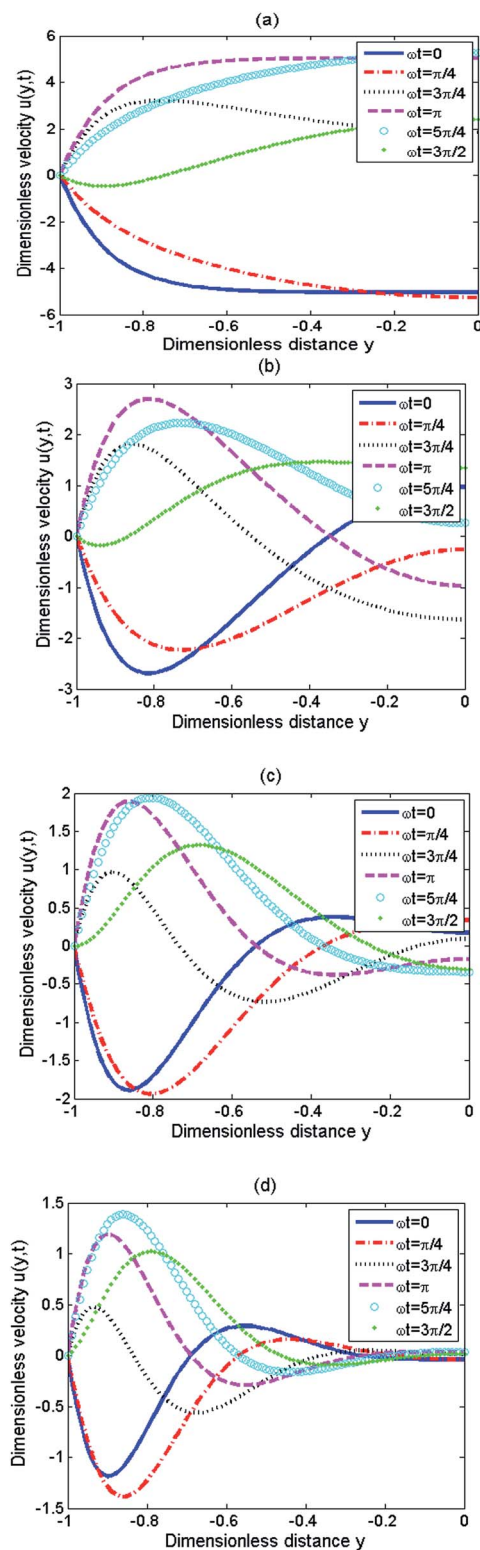 (a)
Dimensionless velocity u(y,t)
6
4
2
0
-2
-4
-6
ωt=0
ωt=π/4
ωt=3π/4
ωt=π
ωt=5π/4
ωt=3π/2
-1 -0.8 -0.6 -0.4 -0.2 0
Dimensionless distance y
(b)
Dimensionless velocity u(y,t)
3
2
1
0
-1
-2
-3
ωt=0
ωt=π/4
ωt=3π/4
ωt=π
ωt=5π/4
ωt=3π/2
-1 -0.8 -0.6 -0.4 -0.2 0
Dimensionless distance y
(c)
Dimensionless velocity u(y,t)
2
1.5
1
0.5
0
-0.5
-1
-1.5
-2
ωt=0
ωt=π/4
ωt=3π/4
ωt=π
ωt=5π/4
ωt=3π/2
-1 -0.8 -0.6 -0.4 -0.2 0
Dimensionless distance y
(d)
Dimensionless velocity u(y,t)
1.5
1
0.5
0
-0.5
-1
-1.5
ωt=0
ωt=π/4
ωt=3π/4
ωt=π
ωt=5π/4
ωt=3π/2
-1 -0.8 -0.6 -0.4 -0.2 0
Dimensionless distance y